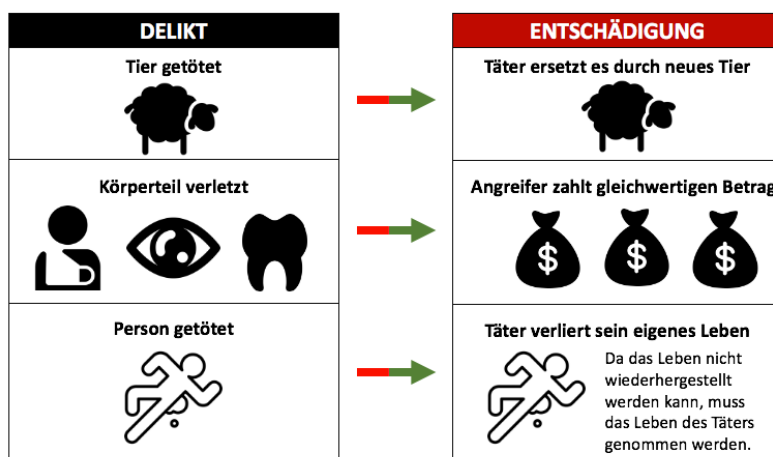 DELIKT
ENTSCHÄDIGUNG
Tier getötet
Täter ersetzt es durch neues Tier
Körperteil verletzt
Angreifer zahlt gleichwertigen Betrag
$ $ $
Person getötet
Täter verliert sein eigenes Leben
Da das Leben nicht
wiederhergestellt
werden kann, muss
das Leben des Täters
genommen werden.